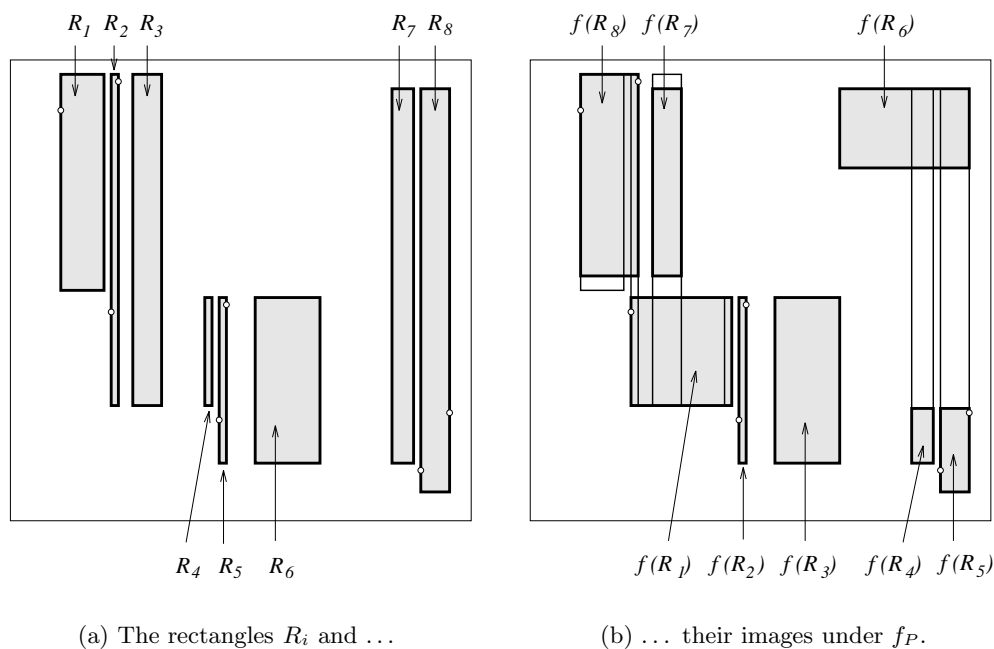 R1 R2 R3 R7 R8 f(R8) f(R7) f(R6)
R4 R5 R6 f(R1) f(R2) f(R3) f(R4) f(R5)
(a) The rectangles Ri and … (b) … their images under fP.